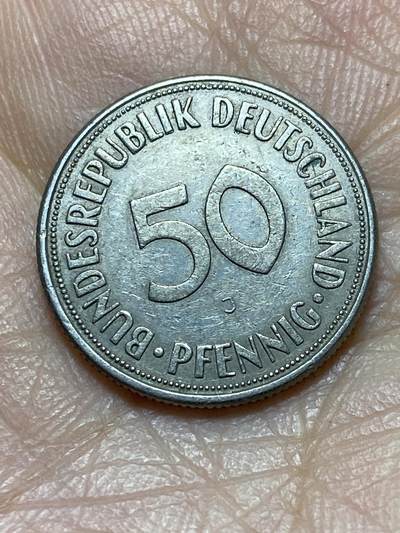 BUNDESREPUBLIK DEUTSCHLAND
50
J
· PFENNIG ·